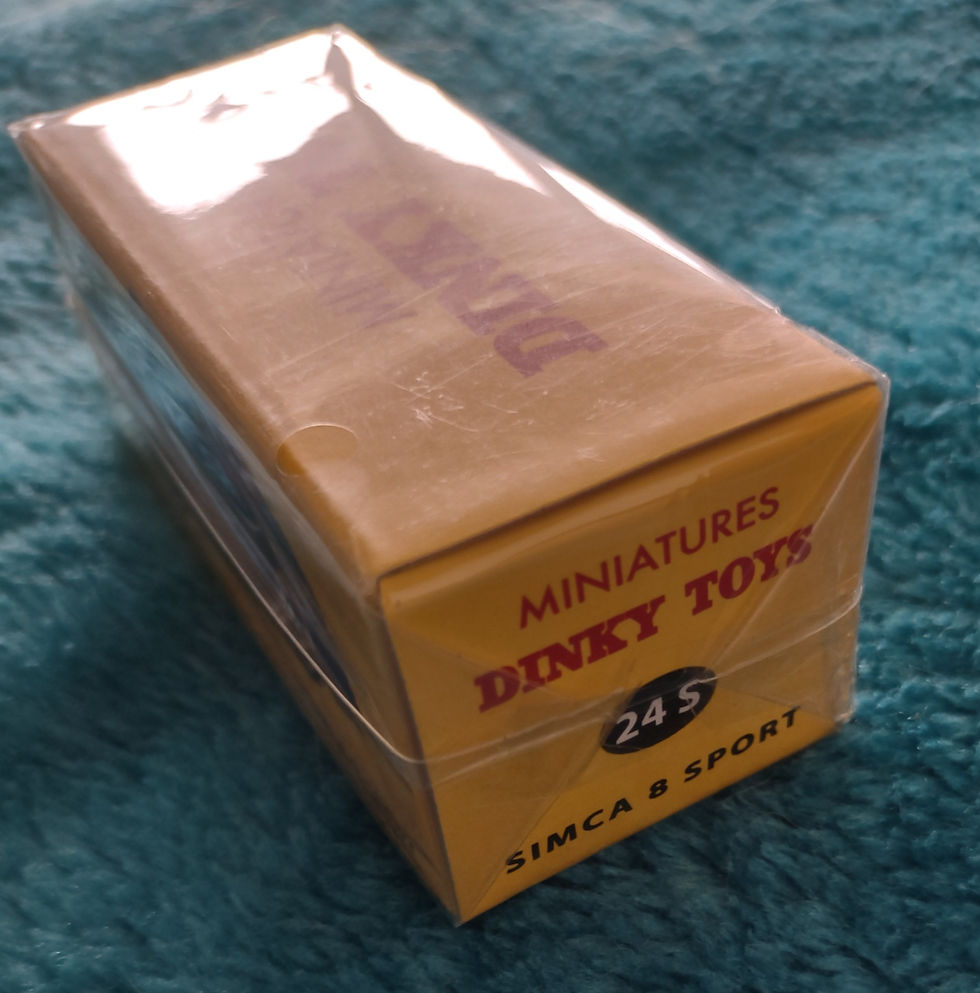 MINIATURES
DINKY TOYS
24 S
SIMCA 8 SPORT